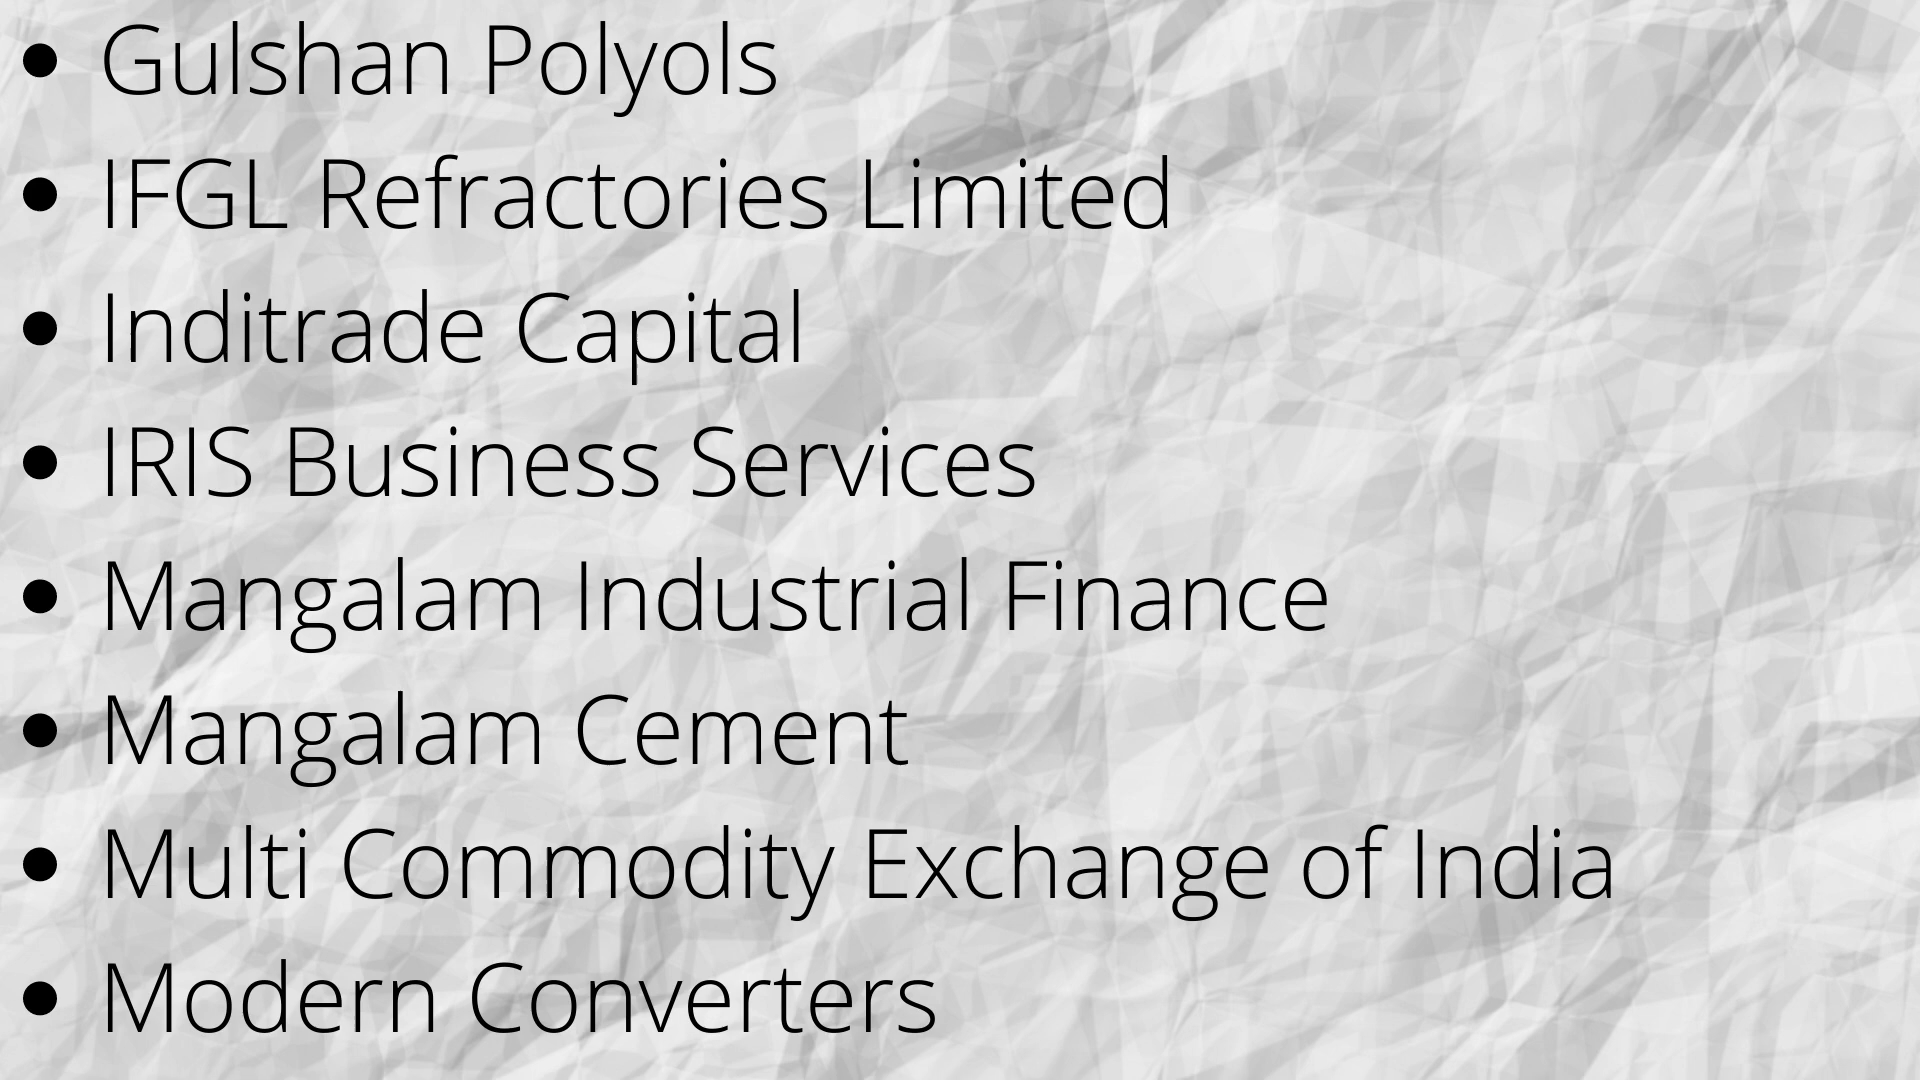 • Gulshan Polyols
• IFGL Refractories Limited
• Inditrade Capital
• IRIS Business Services
• Mangalam Industrial Finance
• Mangalam Cement
• Multi Commodity Exchange of India
• Modern Converters